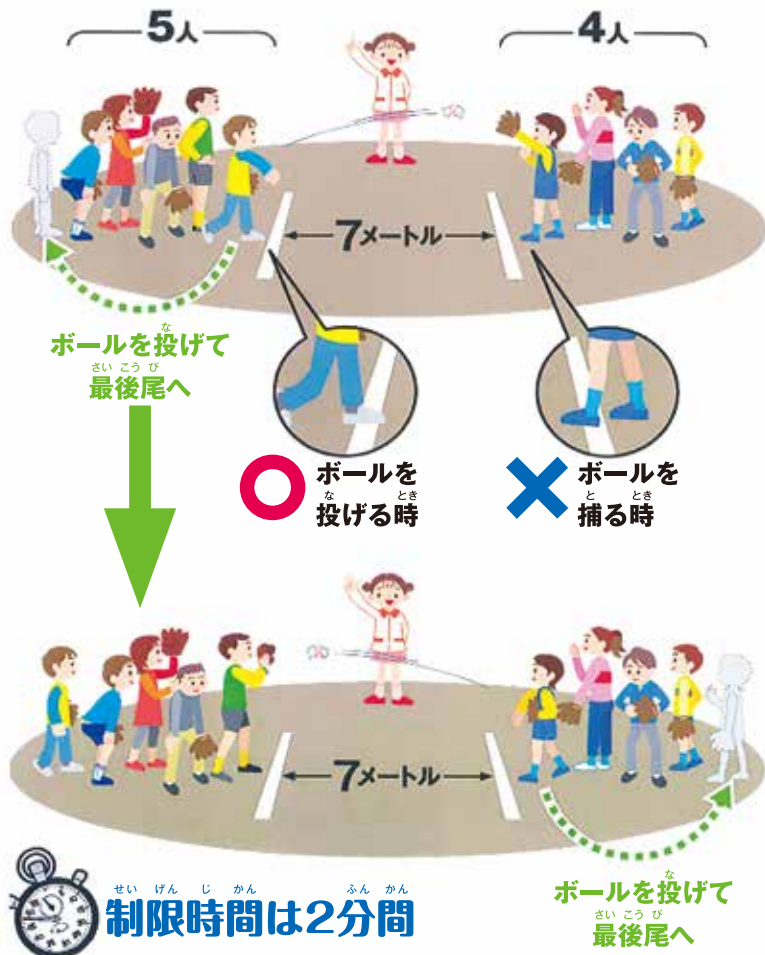 5人
4人
7メートル
ボールを投げて
最後尾へ
ボールを
投げる時
ボールを
捕る時
7メートル
制限時間は2分間
ボールを投げて
最後尾へ